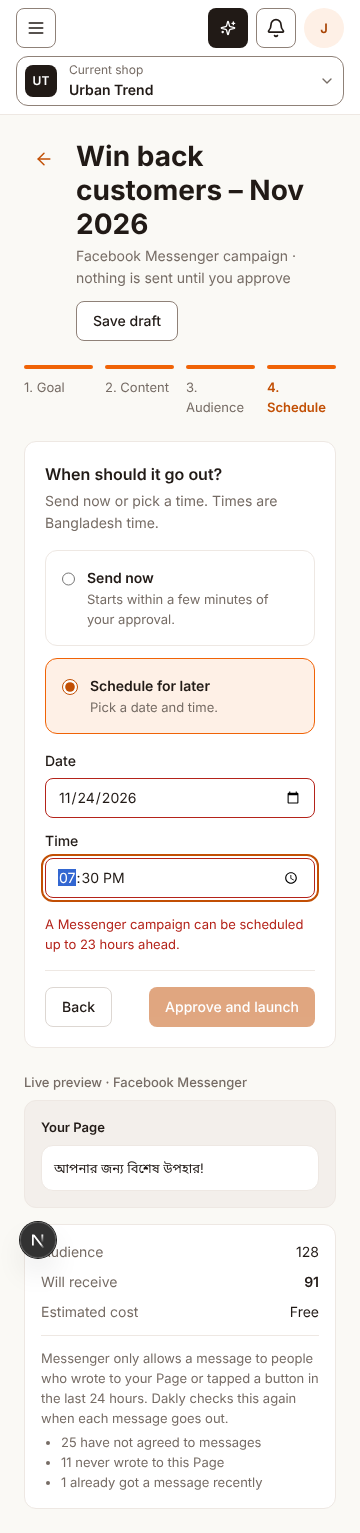 J
UT
Current shop
Urban Trend
Win back
customers – Nov
2026
Facebook Messenger campaign ·
nothing is sent until you approve
Save draft
1. Goal
2. Content
3.
Audience
4.
Schedule
When should it go out?
Send now or pick a time. Times are
Bangladesh time.
Send now
Starts within a few minutes of
your approval.
Schedule for later
Pick a date and time.
Date
11/24/2026
Time
07:30 PM
A Messenger campaign can be scheduled
up to 23 hours ahead.
Back
Approve and launch
Live preview · Facebook Messenger
Your Page
আপনার জন্য বিশেষ উপহার!
N
128
Will receive
91
Estimated cost
Free
Messenger only allows a message to people
who wrote to your Page or tapped a button in
the last 24 hours. Dakly checks this again
when each message goes out.
• 25 have not agreed to messages
• 11 never wrote to this Page
• 1 already got a message recently